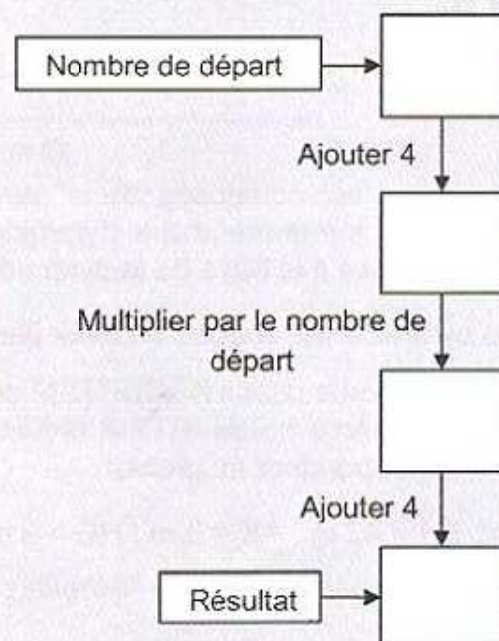 Nombre de départ
Ajouter 4
Multiplier par le nombre de
départ
Ajouter 4
Résultat